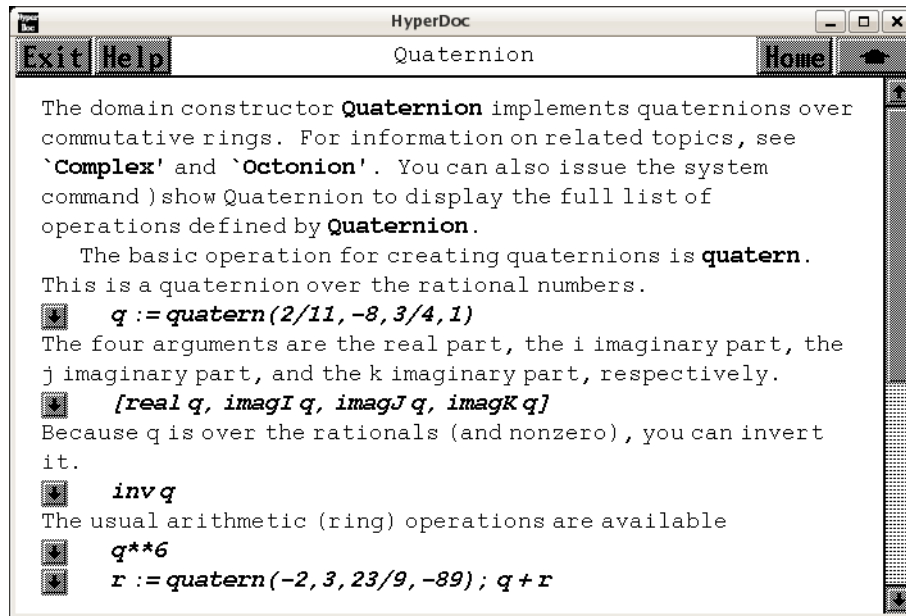 Hyper Doc
HyperDoc
Exit Help
Quaternion
Home
The domain constructor Quaternion implements quaternions over
commutative rings. For information on related topics, see
`Complex' and `Octonion'. You can also issue the system
command )show Quaternion to display the full list of
operations defined by Quaternion.
The basic operation for creating quaternions is quatern.
This is a quaternion over the rational numbers.
q := quatern(2/11,-8,3/4,1)
The four arguments are the real part, the i imaginary part, the
j imaginary part, and the k imaginary part, respectively.
[real q, imagI q, imagJ q, imagK q]
Because q is over the rationals (and nonzero), you can invert
it.
inv q
The usual arithmetic (ring) operations are available
q**6
r := quatern(-2,3,23/9,-89); q + r